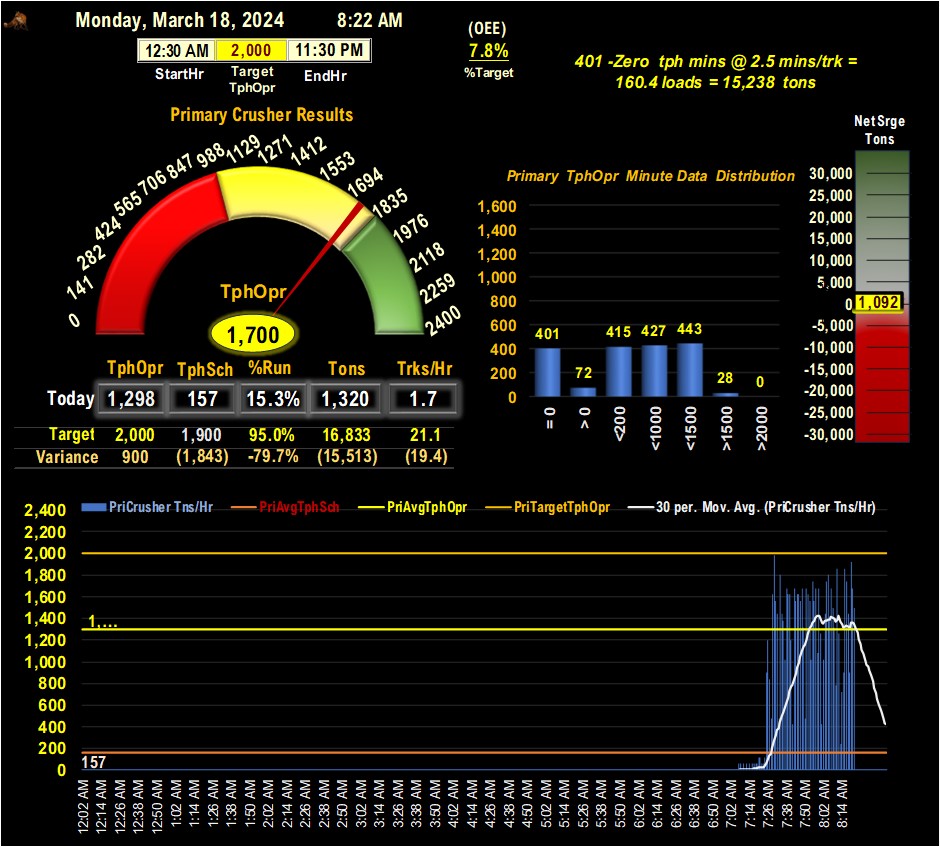 Monday, March 18, 2024 8:22 AM
12:30 AM 2,000 11:30 PM
StartHr Target TphOpr EndHr
(OEE)
7.8%
%Target
401 -Zero tph mins @ 2.5 mins/trk =
160.4 loads = 15,238 tons
Primary Crusher Results
0 141 282 424 565 706 847 988 1129 1271 1412 1553 1694 1835 1976 2118 2259 2400
TphOpr
1,700
TphOpr TphSch %Run Tons Trks/Hr
Today 1,298 157 15.3% 1,320 1.7
Target 2,000 1,900 95.0% 16,833 21.1
Variance 900 (1,843) -79.7% (15,513) (19.4)
Primary TphOpr Minute Data Distribution
1,600
1,400
1,200
1,000
800
600
400
200
0
401 72 415 427 443 28 0
= 0 > 0 <200 <1000 <1500 >1500 >2000
Net Srge
Tons
30,000
25,000
20,000
15,000
10,000
5,000
0
1,092
-5,000
-10,000
-15,000
-20,000
-25,000
-30,000
PriCrusher Tns/Hr PriAvgTphSch PriAvgTphOpr PriTargetTphOpr 30 per. Mov. Avg. (PriCrusher Tns/Hr)
2,400
2,200
2,000
1,800
1,600
1,400
1,200
1,000
800
600
400
200
0
1,...
157
12:02 AM 12:14 AM 12:26 AM 12:38 AM 12:50 AM 1:02 AM 1:14 AM 1:26 AM 1:38 AM 1:50 AM 2:02 AM 2:14 AM 2:26 AM 2:38 AM 2:50 AM 3:02 AM 3:14 AM 3:26 AM 3:38 AM 3:50 AM 4:02 AM 4:14 AM 4:26 AM 4:38 AM 4:50 AM 5:02 AM 5:14 AM 5:26 AM 5:38 AM 5:50 AM 6:02 AM 6:14 AM 6:26 AM 6:38 AM 6:50 AM 7:02 AM 7:14 AM 7:26 AM 7:38 AM 7:50 AM 8:02 AM 8:14 AM